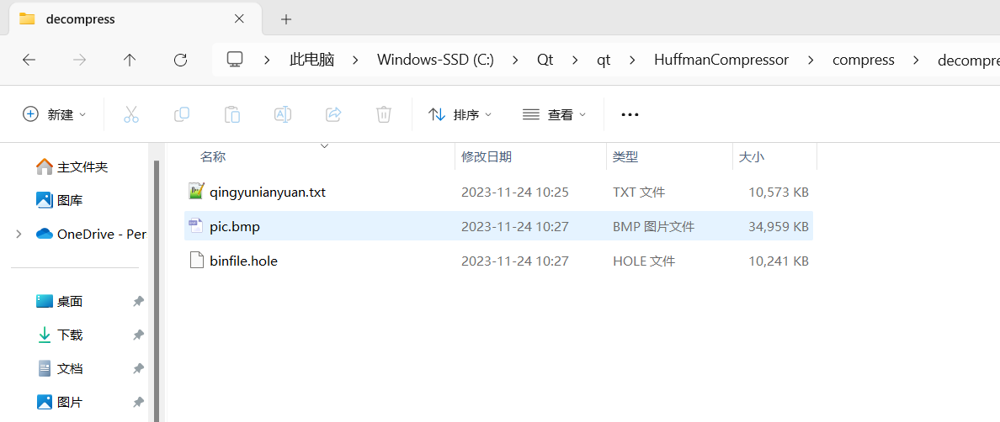 decompress
此电脑 > Windows-SSD (C:) > Qt > qt > HuffmanCompressor > compress > decompre
新建 排序 查看
名称 修改日期 类型 大小
主文件夹
qingyunianyuan.txt 2023-11-24 10:25 TXT 文件 10,573 KB
图库
pic.bmp 2023-11-24 10:27 BMP 图片文件 34,959 KB
OneDrive - Per
binfile.hole 2023-11-24 10:27 HOLE 文件 10,241 KB
桌面
下载
文档
图片